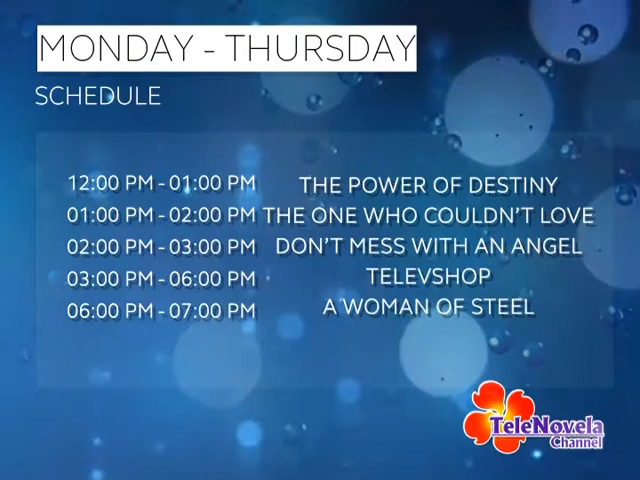 MONDAY - THURSDAY
SCHEDULE
12:00 PM - 01:00 PM THE POWER OF DESTINY
01:00 PM - 02:00 PM THE ONE WHO COULDN'T LOVE
02:00 PM - 03:00 PM DON'T MESS WITH AN ANGEL
03:00 PM - 06:00 PM TELEVSHOP
06:00 PM - 07:00 PM A WOMAN OF STEEL
TeleNovela
Channel